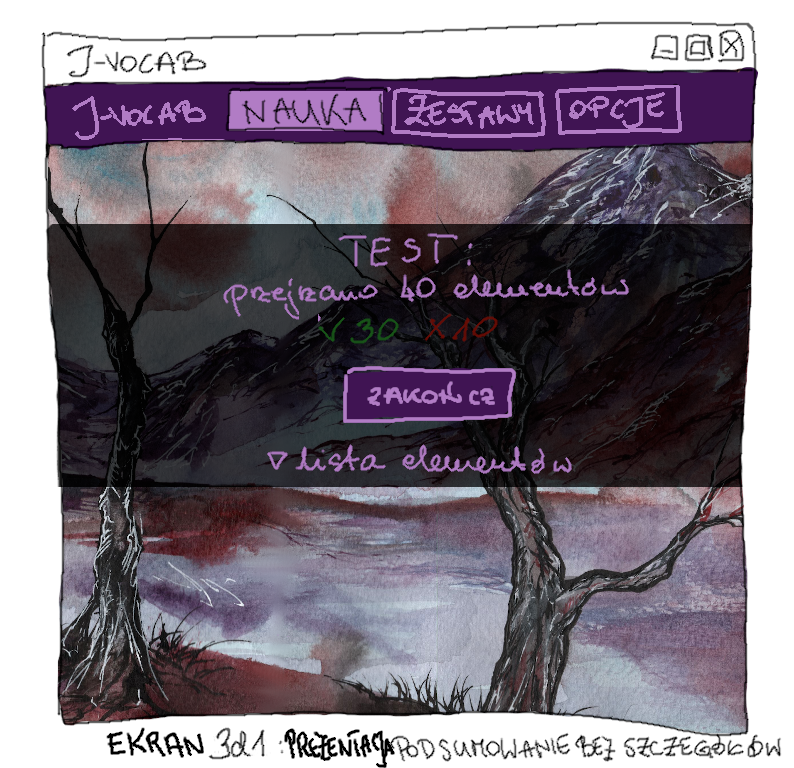 J-VOCAB
J-VOCAB NAUKA ZESTAWY OPCJE
TEST:
przejrzano 40 elementów
√ 30 X 10
ZAKOŃCZ
▽ lista elementów
EKRAN 3d1: PREZENTACJA PODSUMOWANIE BEZ SZCZEGÓŁÓW